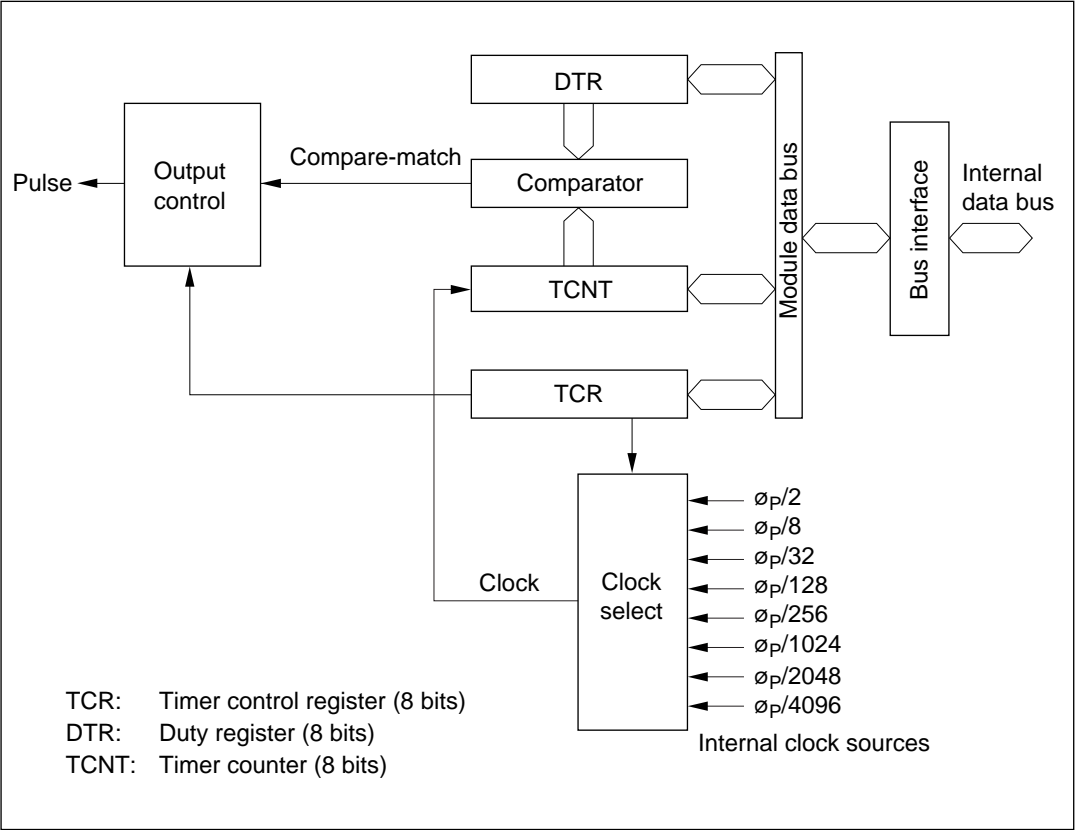 DTR
Output
control
Compare-match
Pulse
Comparator
TCNT
TCR
Module data bus
Bus interface
Internal
data bus
Clock
Clock
select
øP/2
øP/8
øP/32
øP/128
øP/256
øP/1024
øP/2048
øP/4096
Internal clock sources
TCR: Timer control register (8 bits)
DTR: Duty register (8 bits)
TCNT: Timer counter (8 bits)